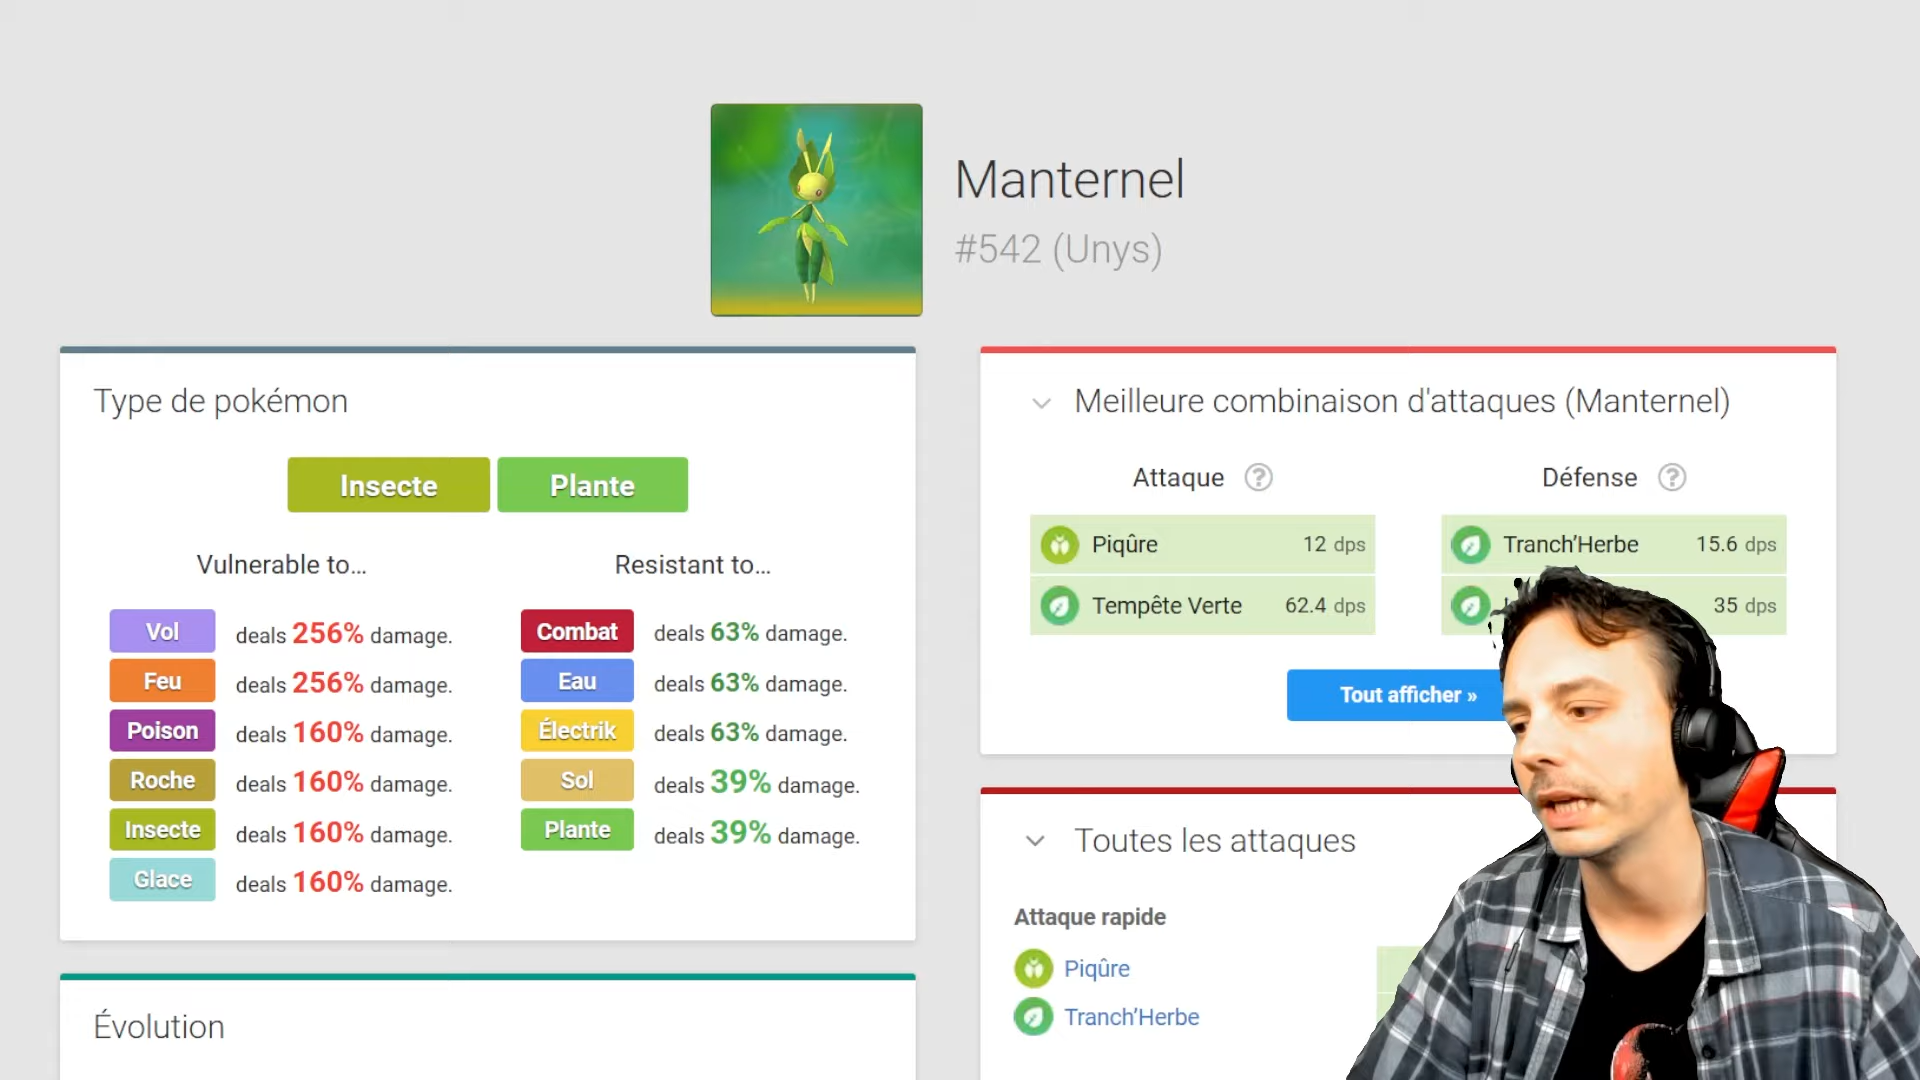 Manternel
#542 (Unys)
Type de pokémon
Insecte
Plante
Vulnerable to...
Vol deals 256% damage.
Feu deals 256% damage.
Poison deals 160% damage.
Roche deals 160% damage.
Insecte deals 160% damage.
Glace deals 160% damage.
Resistant to...
Combat deals 63% damage.
Eau deals 63% damage.
Électrik deals 63% damage.
Sol deals 39% damage.
Plante deals 39% damage.
Évolution
Meilleure combinaison d'attaques (Manternel)
Attaque ?
Piqûre 12 dps
Tempête Verte 62.4 dps
Défense ?
Tranch’Herbe 15.6 dps
35 dps
Tout afficher »
Toutes les attaques
Attaque rapide
Piqûre
Tranch’Herbe